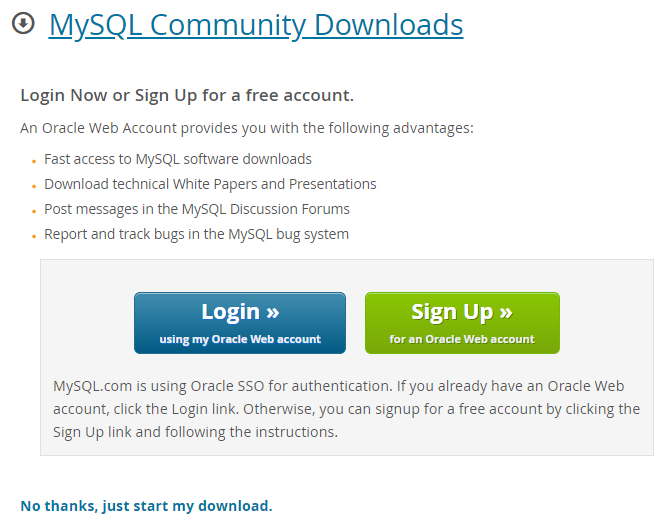 MySQL Community Downloads
Login Now or Sign Up for a free account.
An Oracle Web Account provides you with the following advantages:
Fast access to MySQL software downloads
Download technical White Papers and Presentations
Post messages in the MySQL Discussion Forums
Report and track bugs in the MySQL bug system
Login »
using my Oracle Web account
Sign Up »
for an Oracle Web account
MySQL.com is using Oracle SSO for authentication. If you already have an Oracle Web
account, click the Login link. Otherwise, you can signup for a free account by clicking the
Sign Up link and following the instructions.
No thanks, just start my download.